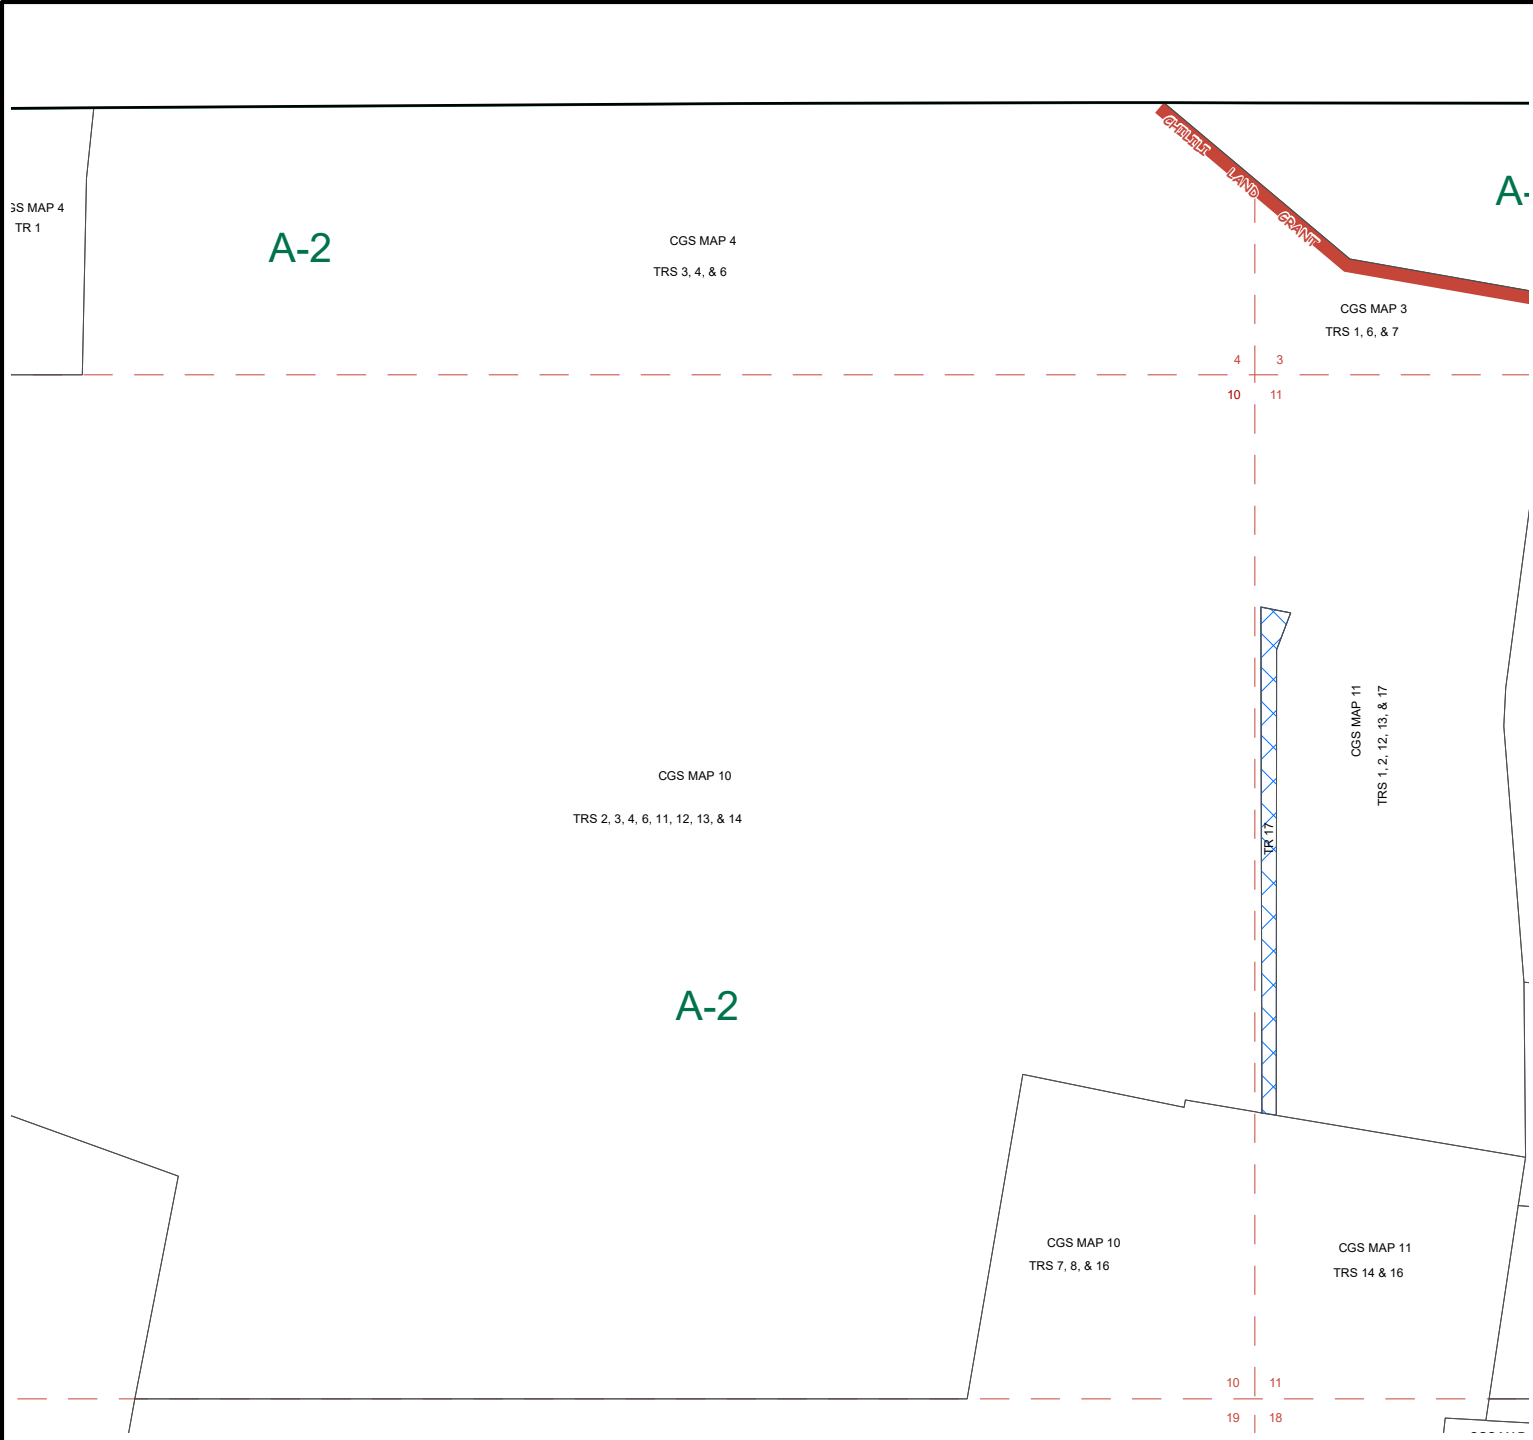 CHILILI LAND GRANT
MAP 4
TR 1
A-2
CGS MAP 4
TRS 3, 4, & 6
CGS MAP 3
TRS 1, 6, & 7
4 3
10 11
CGS MAP 11
TRS 1, 2, 12, 13, & 17
CGS MAP 10
TRS 2, 3, 4, 6, 11, 12, 13, & 14
TR 17
A-2
CGS MAP 10
TRS 7, 8, & 16
CGS MAP 11
TRS 14 & 16
10 11
19 18